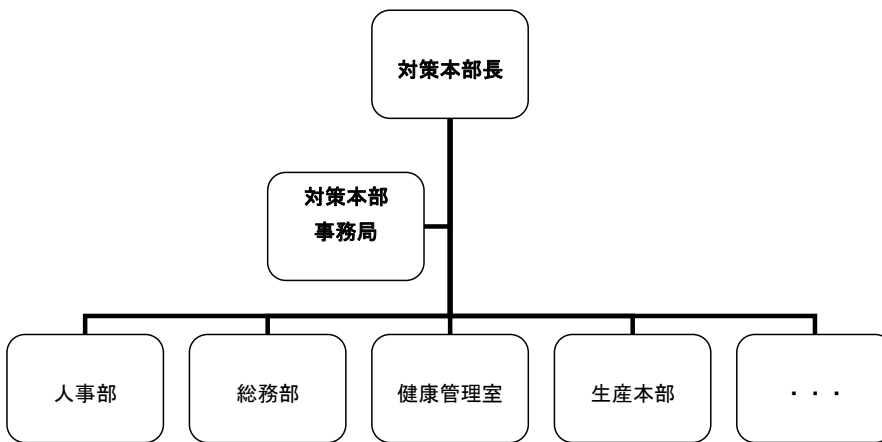 対策本部長
対策本部
事務局
人事部
総務部
健康管理室
生産本部
・・・